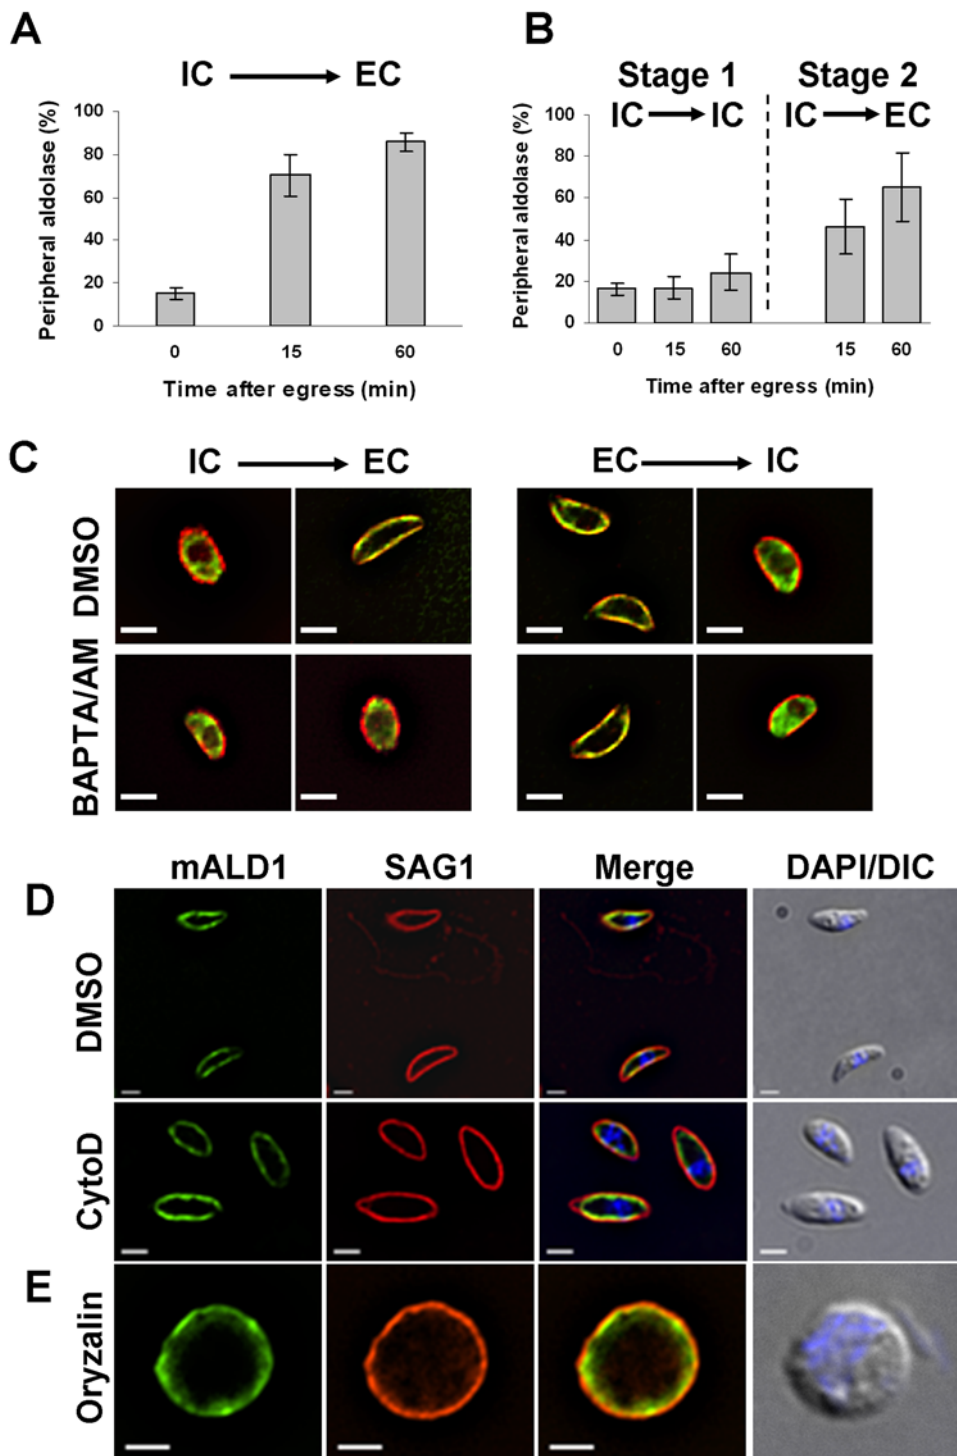 A
IC → EC
Peripheral aldolase (%)
100
80
60
40
20
0
0 15 60
Time after egress (min)
B
Stage 1 Stage 2
IC → IC IC → EC
Peripheral aldolase (%)
100
80
60
40
20
0
0 15 60 15 60
Time after egress (min)
C
IC → EC EC → IC
DMSO
BAPTA/AM
mALD1 SAG1 Merge DAPI/DIC
D
DMSO
CytoD
E
Oryzalin